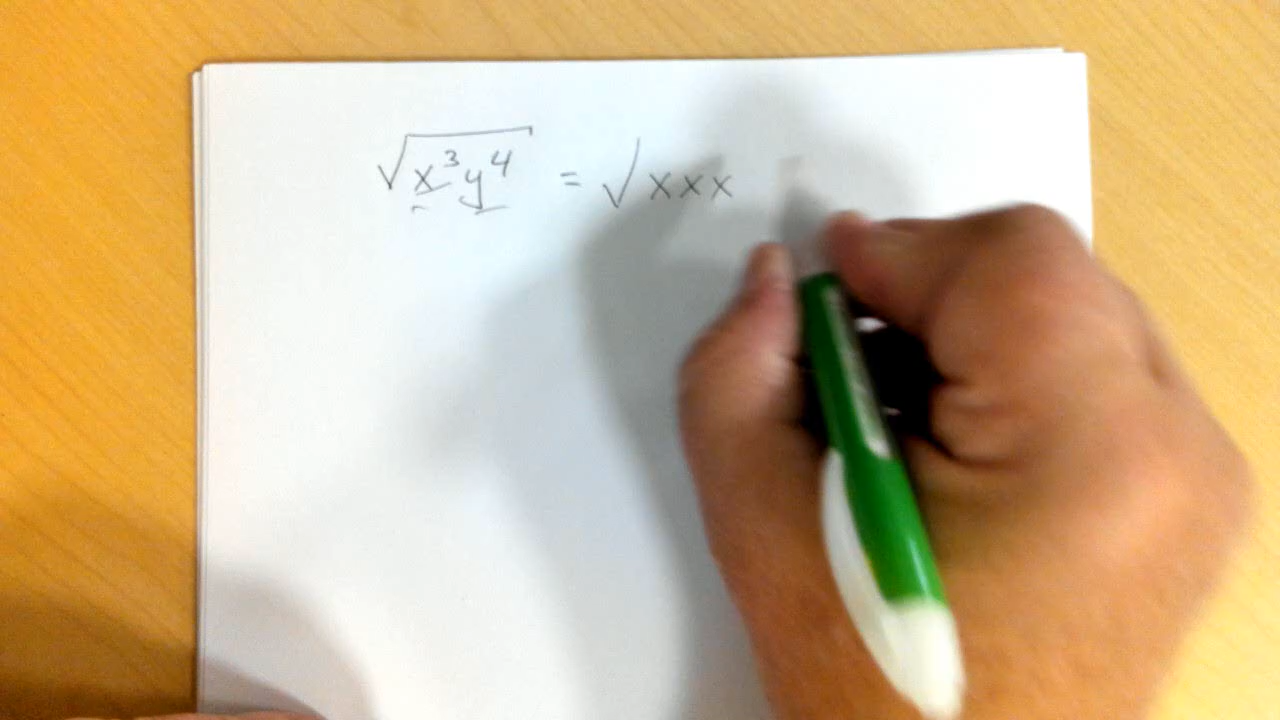 √x³y⁴ = √xxx